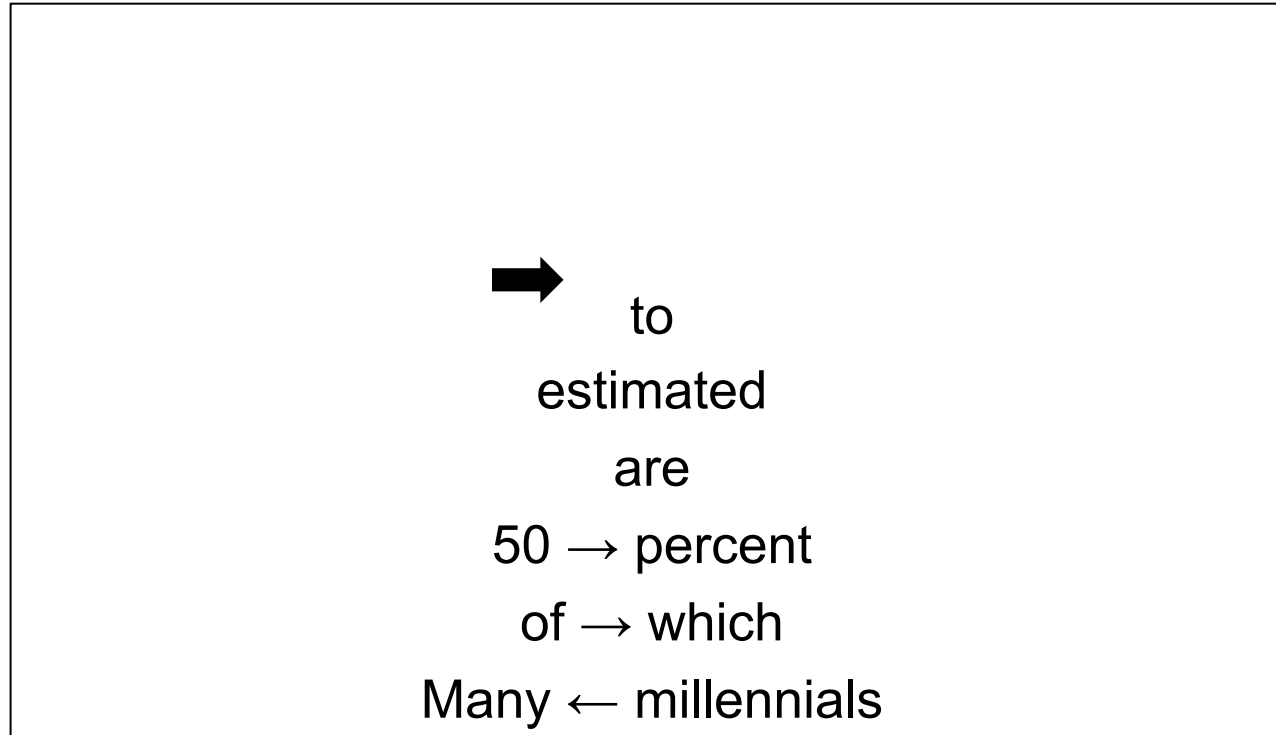 to
estimated
are
50 → percent
of → which
Many ← millennials